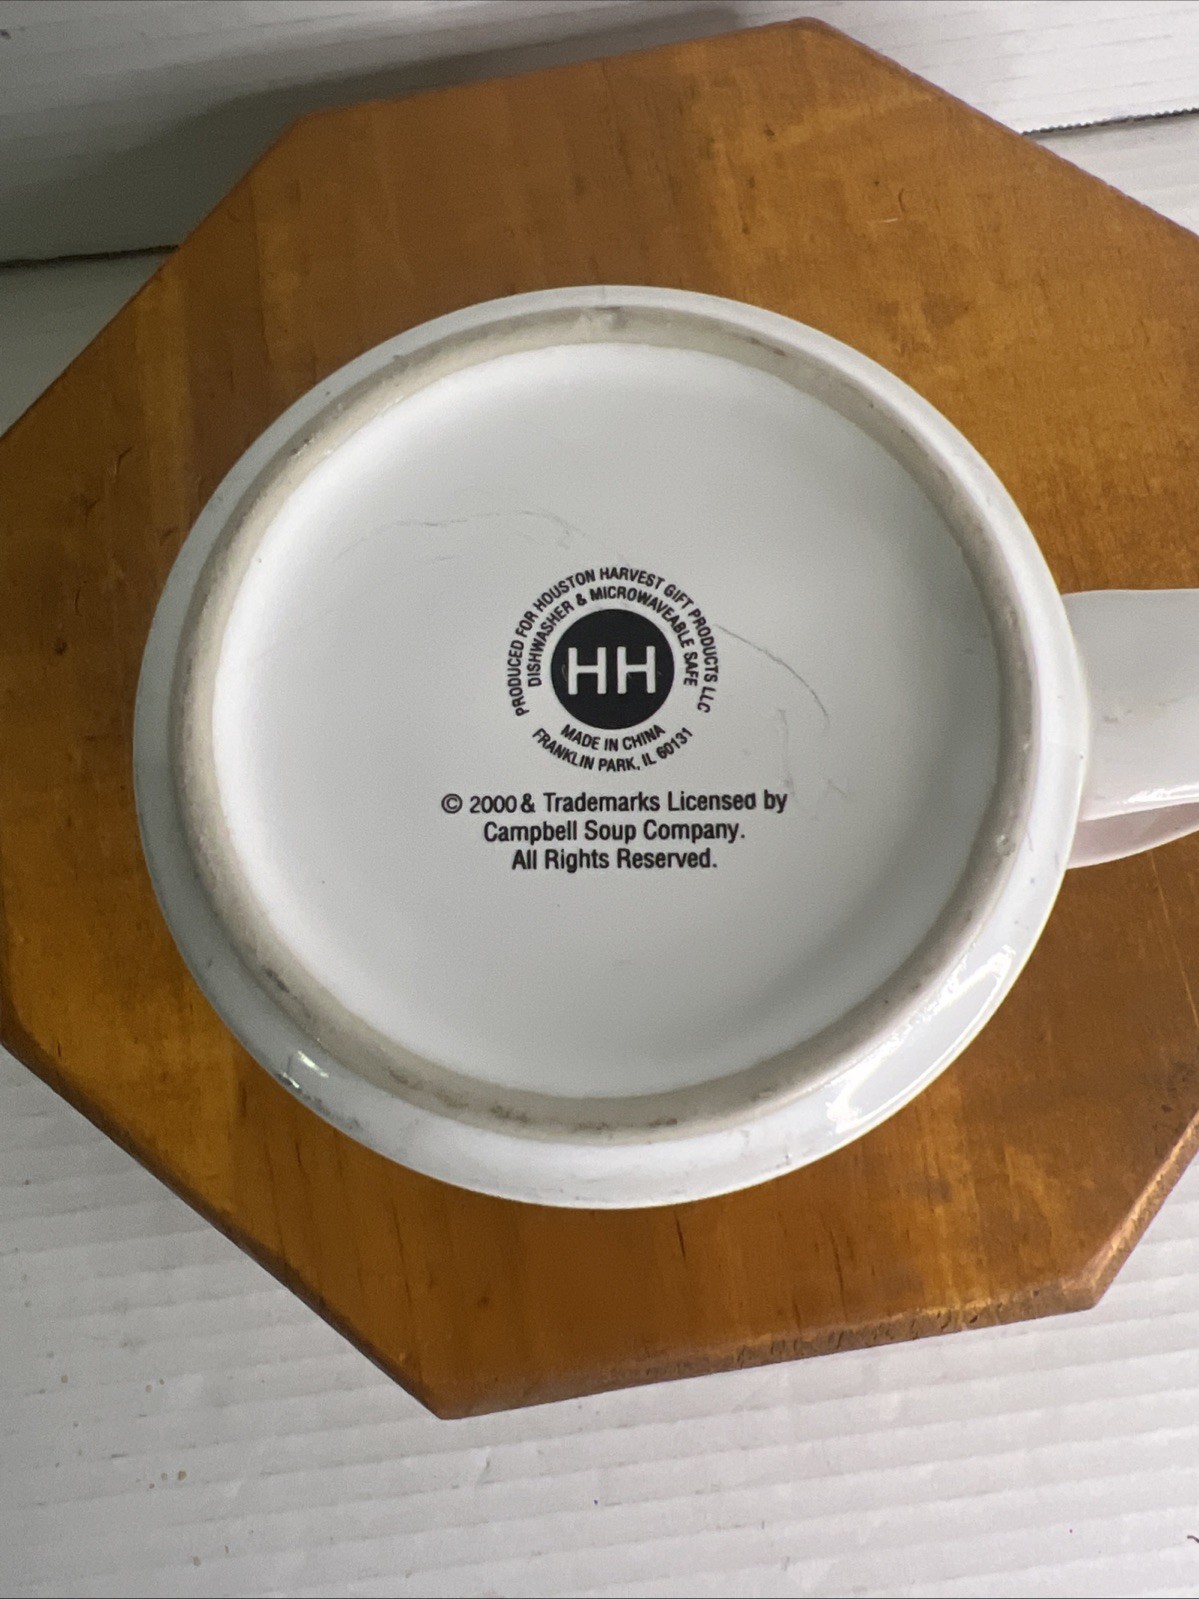 PRODUCED FOR HOUSTON HARVEST GIFT PRODUCTS LLC
DISHWASHER & MICROWAVEABLE SAFE
HH
MADE IN CHINA
FRANKLIN PARK, IL 60131
© 2000 & Trademarks Licensed by
Campbell Soup Company.
All Rights Reserved.